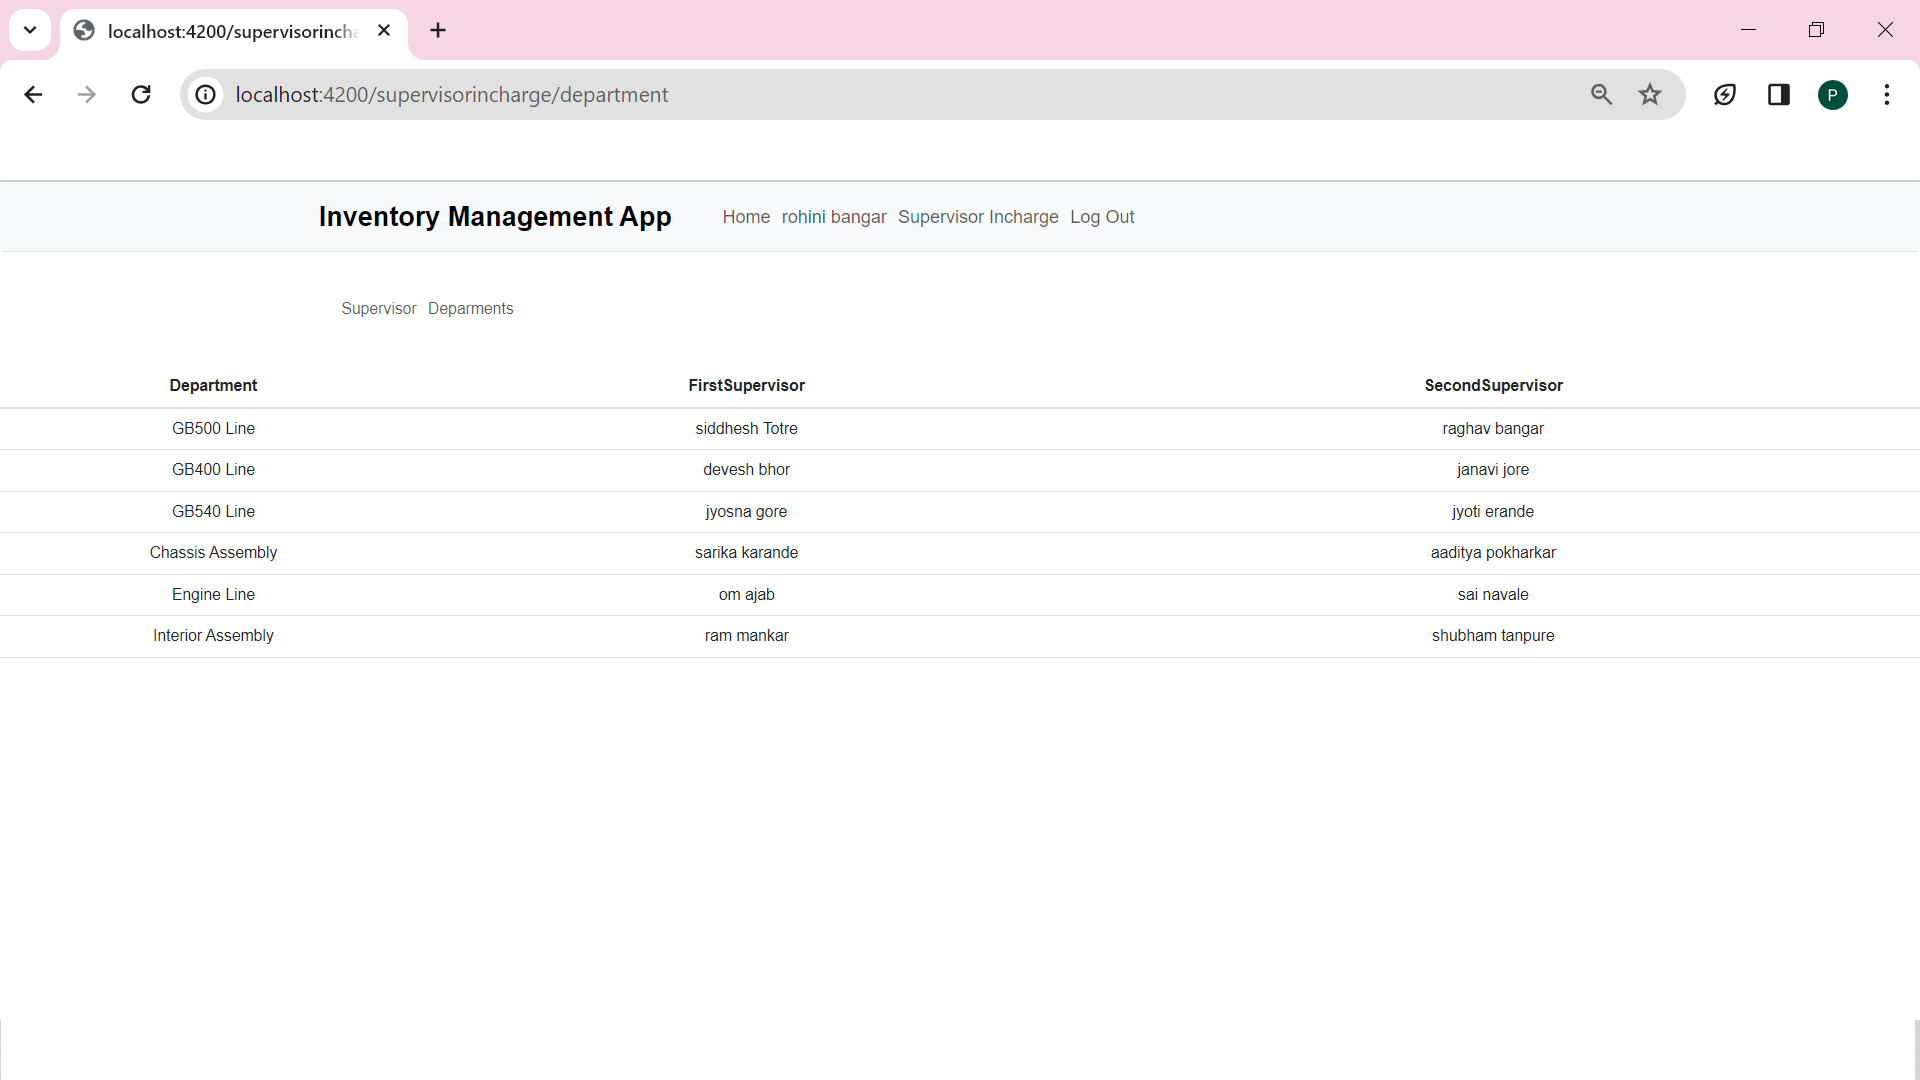 localhost:4200/supervisorincha
localhost:4200/supervisorincharge/department
P
Inventory Management App Home rohini bangar Supervisor Incharge Log Out
Supervisor Deparments
Department FirstSupervisor SecondSupervisor
GB500 Line siddhesh Totre raghav bangar
GB400 Line devesh bhor janavi jore
GB540 Line jyosna gore jyoti erande
Chassis Assembly sarika karande aaditya pokharkar
Engine Line om ajab sai navale
Interior Assembly ram mankar shubham tanpure